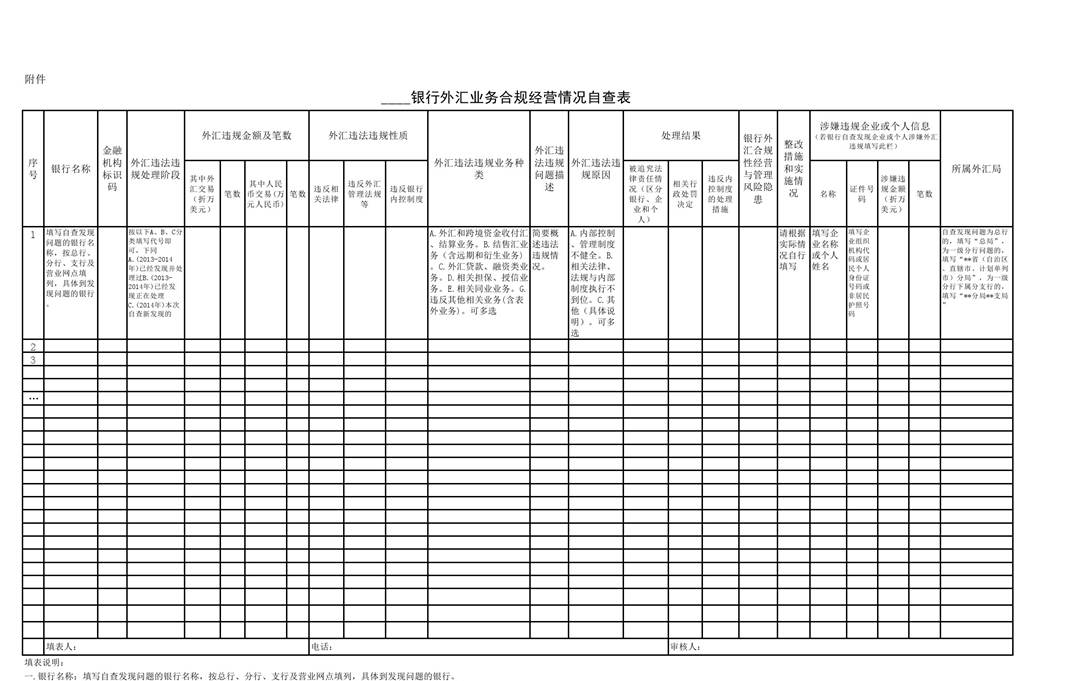 附件
____银行外汇业务合规经营情况自查表
序
号
银行名称
金融
机构
标识
码
外汇违法违
规处理阶段
外汇违规金额及笔数
其中外
汇交易
(折万
美元)
笔数
其中人民
币交易(万
元人民币)
笔数
外汇违法违规性质
违反相
关法律
违反外汇
管理法规
等
违反银行
内控制度
外汇违法违规业务种
类
外汇违
法违规
问题描
述
外汇违法违
规原因
处理结果
被追究法
律责任情
况(区分
银行、企
业和个
人)
相关行
政处罚
决定
违反内
控制度
的处理
措施
银行外
汇合规
性经营
与管理
风险隐
患
整改
措施
和实
施情
况
涉嫌违规企业或个人信息
(若银行自查发现企业或个人涉嫌外汇
违规填写此栏)
名称
证件号
码
涉嫌违
规金额
(折万
美元)
笔数
所属外汇局
1
填写自查发现
问题的银行名
称,按总行、
分行、支行及
营业网点填
列,具体到发
现问题的银行
。
按以下A、B、C分
类填写代号即
可。下同
A.(2013-2014
年)已经发现并处
理过B.(2013-
2014年)已经发
现正在处理
C.(2014年)本次
自查新发现的
A.外汇和跨境资金收付汇
、结算业务。B.结售汇业
务(含远期和衍生业务)
。C.外汇贷款、融资类业
务。D.相关担保、授信业
务。E.相关同业业务。G.
违反其他相关业务(含表
外业务)。可多选
简要概
述违法
违规情
况。
A.内部控制
、管理制度
不健全。B.
相关法律、
法规与内部
制度执行不
到位。C.其
他(具体说
明)。可多
选
请根据
实际情
况自行
填写
填写企
业名称
或个人
姓名
填写企
业组织
机构代
码或居
民个人
身份证
号码或
非居民
护照号
码
自查发现问题为总行
的,填写“总局”,
为一级分行问题的,
填写“**省(自治区
、直辖市、计划单列
市)分局”,为一级
分行下属分支行的,
填写“**分局**支局
”
2
3
…
填表人:
电话:
审核人:
填表说明:
一.银行名称:填写自查发现问题的银行名称,按总行、分行、支行及营业网点填列,具体到发现问题的银行。